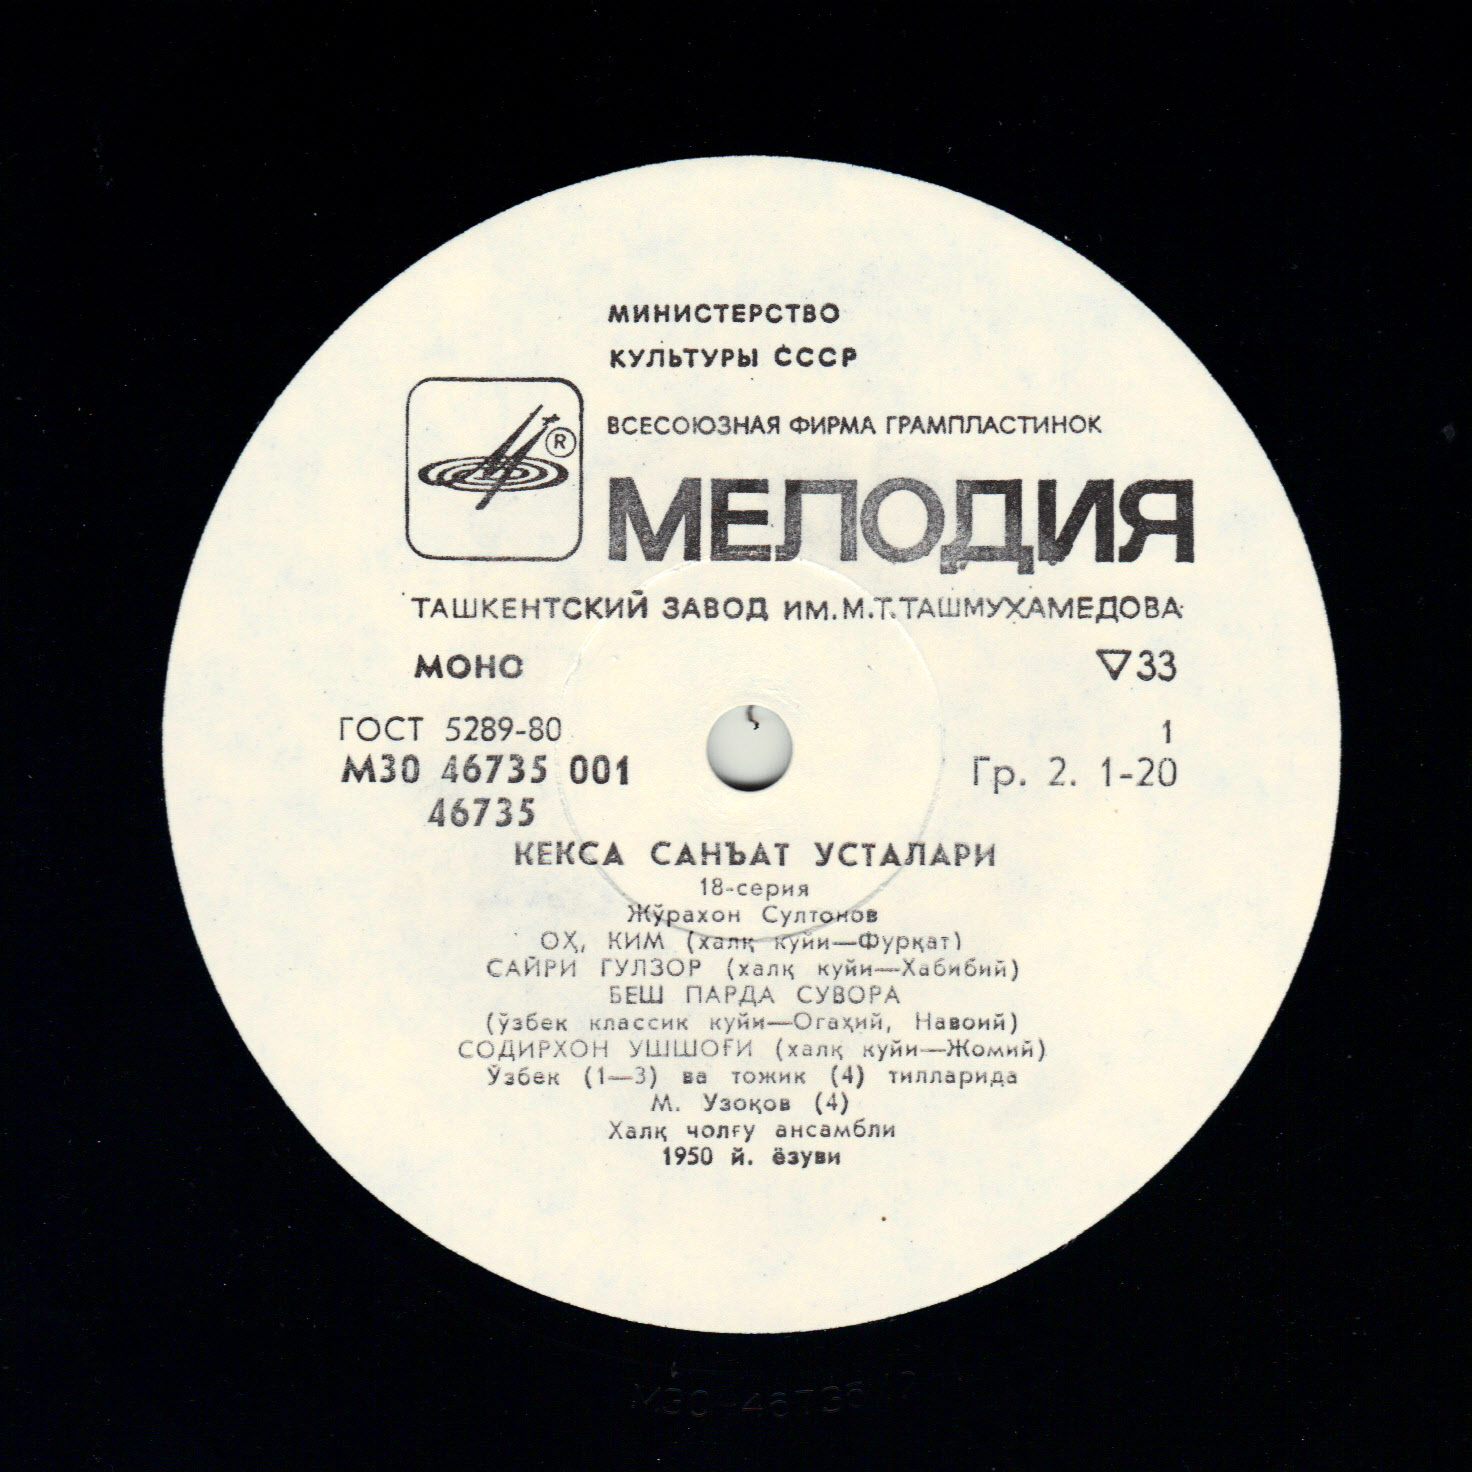 МИНИСТЕРСТВО
КУЛЬТУРЫ СССР
ВСЕСОЮЗНАЯ ФИРМА ГРАМПЛАСТИНОК
®
МЕЛОДИЯ
ТАШКЕНТСКИЙ ЗАВОД ИМ. М.Т.ТАШМУХАМЕДОВА
МОНО ▽33
ГОСТ 5289-80 1
М30 46735 001 Гр. 2. 1-20
46735
КЕКСА САНЪАТ УСТАЛАРИ
18-серия
Жўрахон Султонов
ОҲ, КИМ (халқ куйи—Фурқат)
САЙРИ ГУЛЗОР (халқ куйи—Хабибий)
БЕШ ПАРДА СУВОРА
(ўзбек классик куйи—Огаҳий, Навоий)
СОДИРХОН УШШОҒИ (халқ куйи—Жомий)
Ўзбек (1—3) ва тожик (4) тилларида
М. Узоқов (4)
Халқ чолғу ансамбли
1950 й. ёзуви